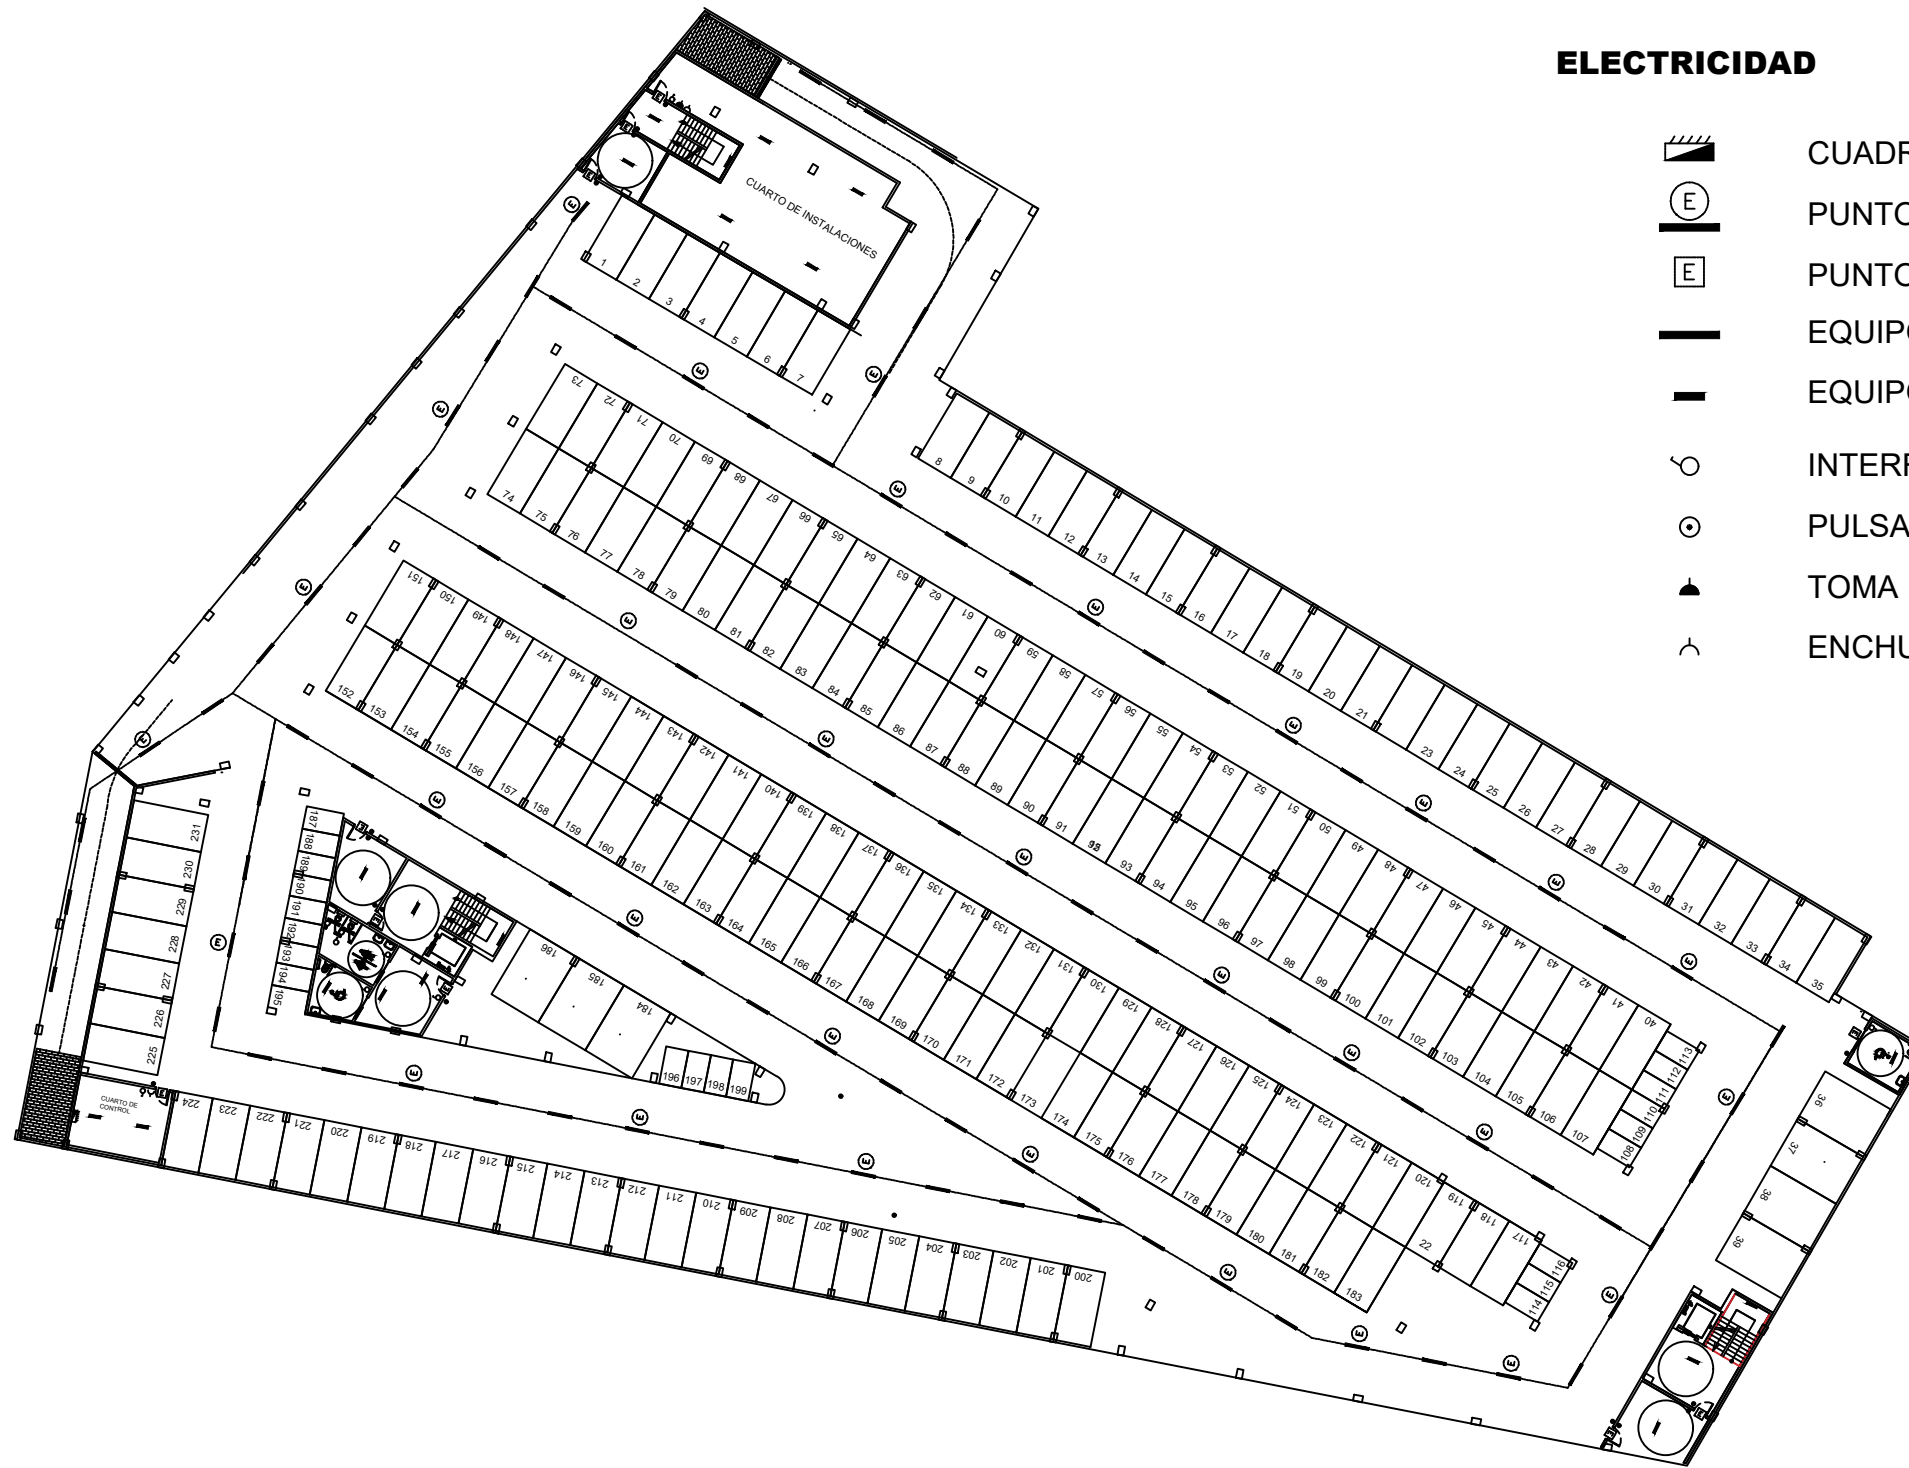 ELECTRICIDAD
CUADR
E
PUNTO
E
PUNTO
EQUIPO
EQUIPO
INTERR
PULSA
TOMA
ENCHU
CUARTO DE INSTALACIONES
1 2 3 4 5 6 7
8 9 10 11 12 13 14 15 16 17 18 19 20 21 23 24 25 26 27 28 29 30 31 32 33 34 35
73 72 71 70 69 68 67 66 65 64 63 62 61 60 59 58 57 56 55 54 53 52 51 50 49 48 47 46 45 44 43 42 41 40
74 75 76 77 78 79 80 81 82 83 84 85 86 87 88 89 90 91 93 94 95 96 97 98 99 100 101 102 103 104 105 106 107
108 109 110 111 112 113
36 37 38 39
151 150 149 148 147 146 145 144 143 142 141 140 139 138 137 136 135 134 133 132 131 130 129 128 127 126 125 124 123 122 121 120 119 118 117
152 153 154 155 156 157 158 159 160 161 162 163 164 165 166 167 168 169 170 171 172 173 174 175 176 177 178 179 180 181 182 183
22
114 115 116
187 188 189 190 191 192 193 194 195
186 185 184
196 197 198 199
231 230 229 228 227 226 225
CUARTO DE
CONTROL
224 223 222 221 220 219 218 217 216 215 214 213 212 211 210 209 208 207 206 205 204 203 202 201 200